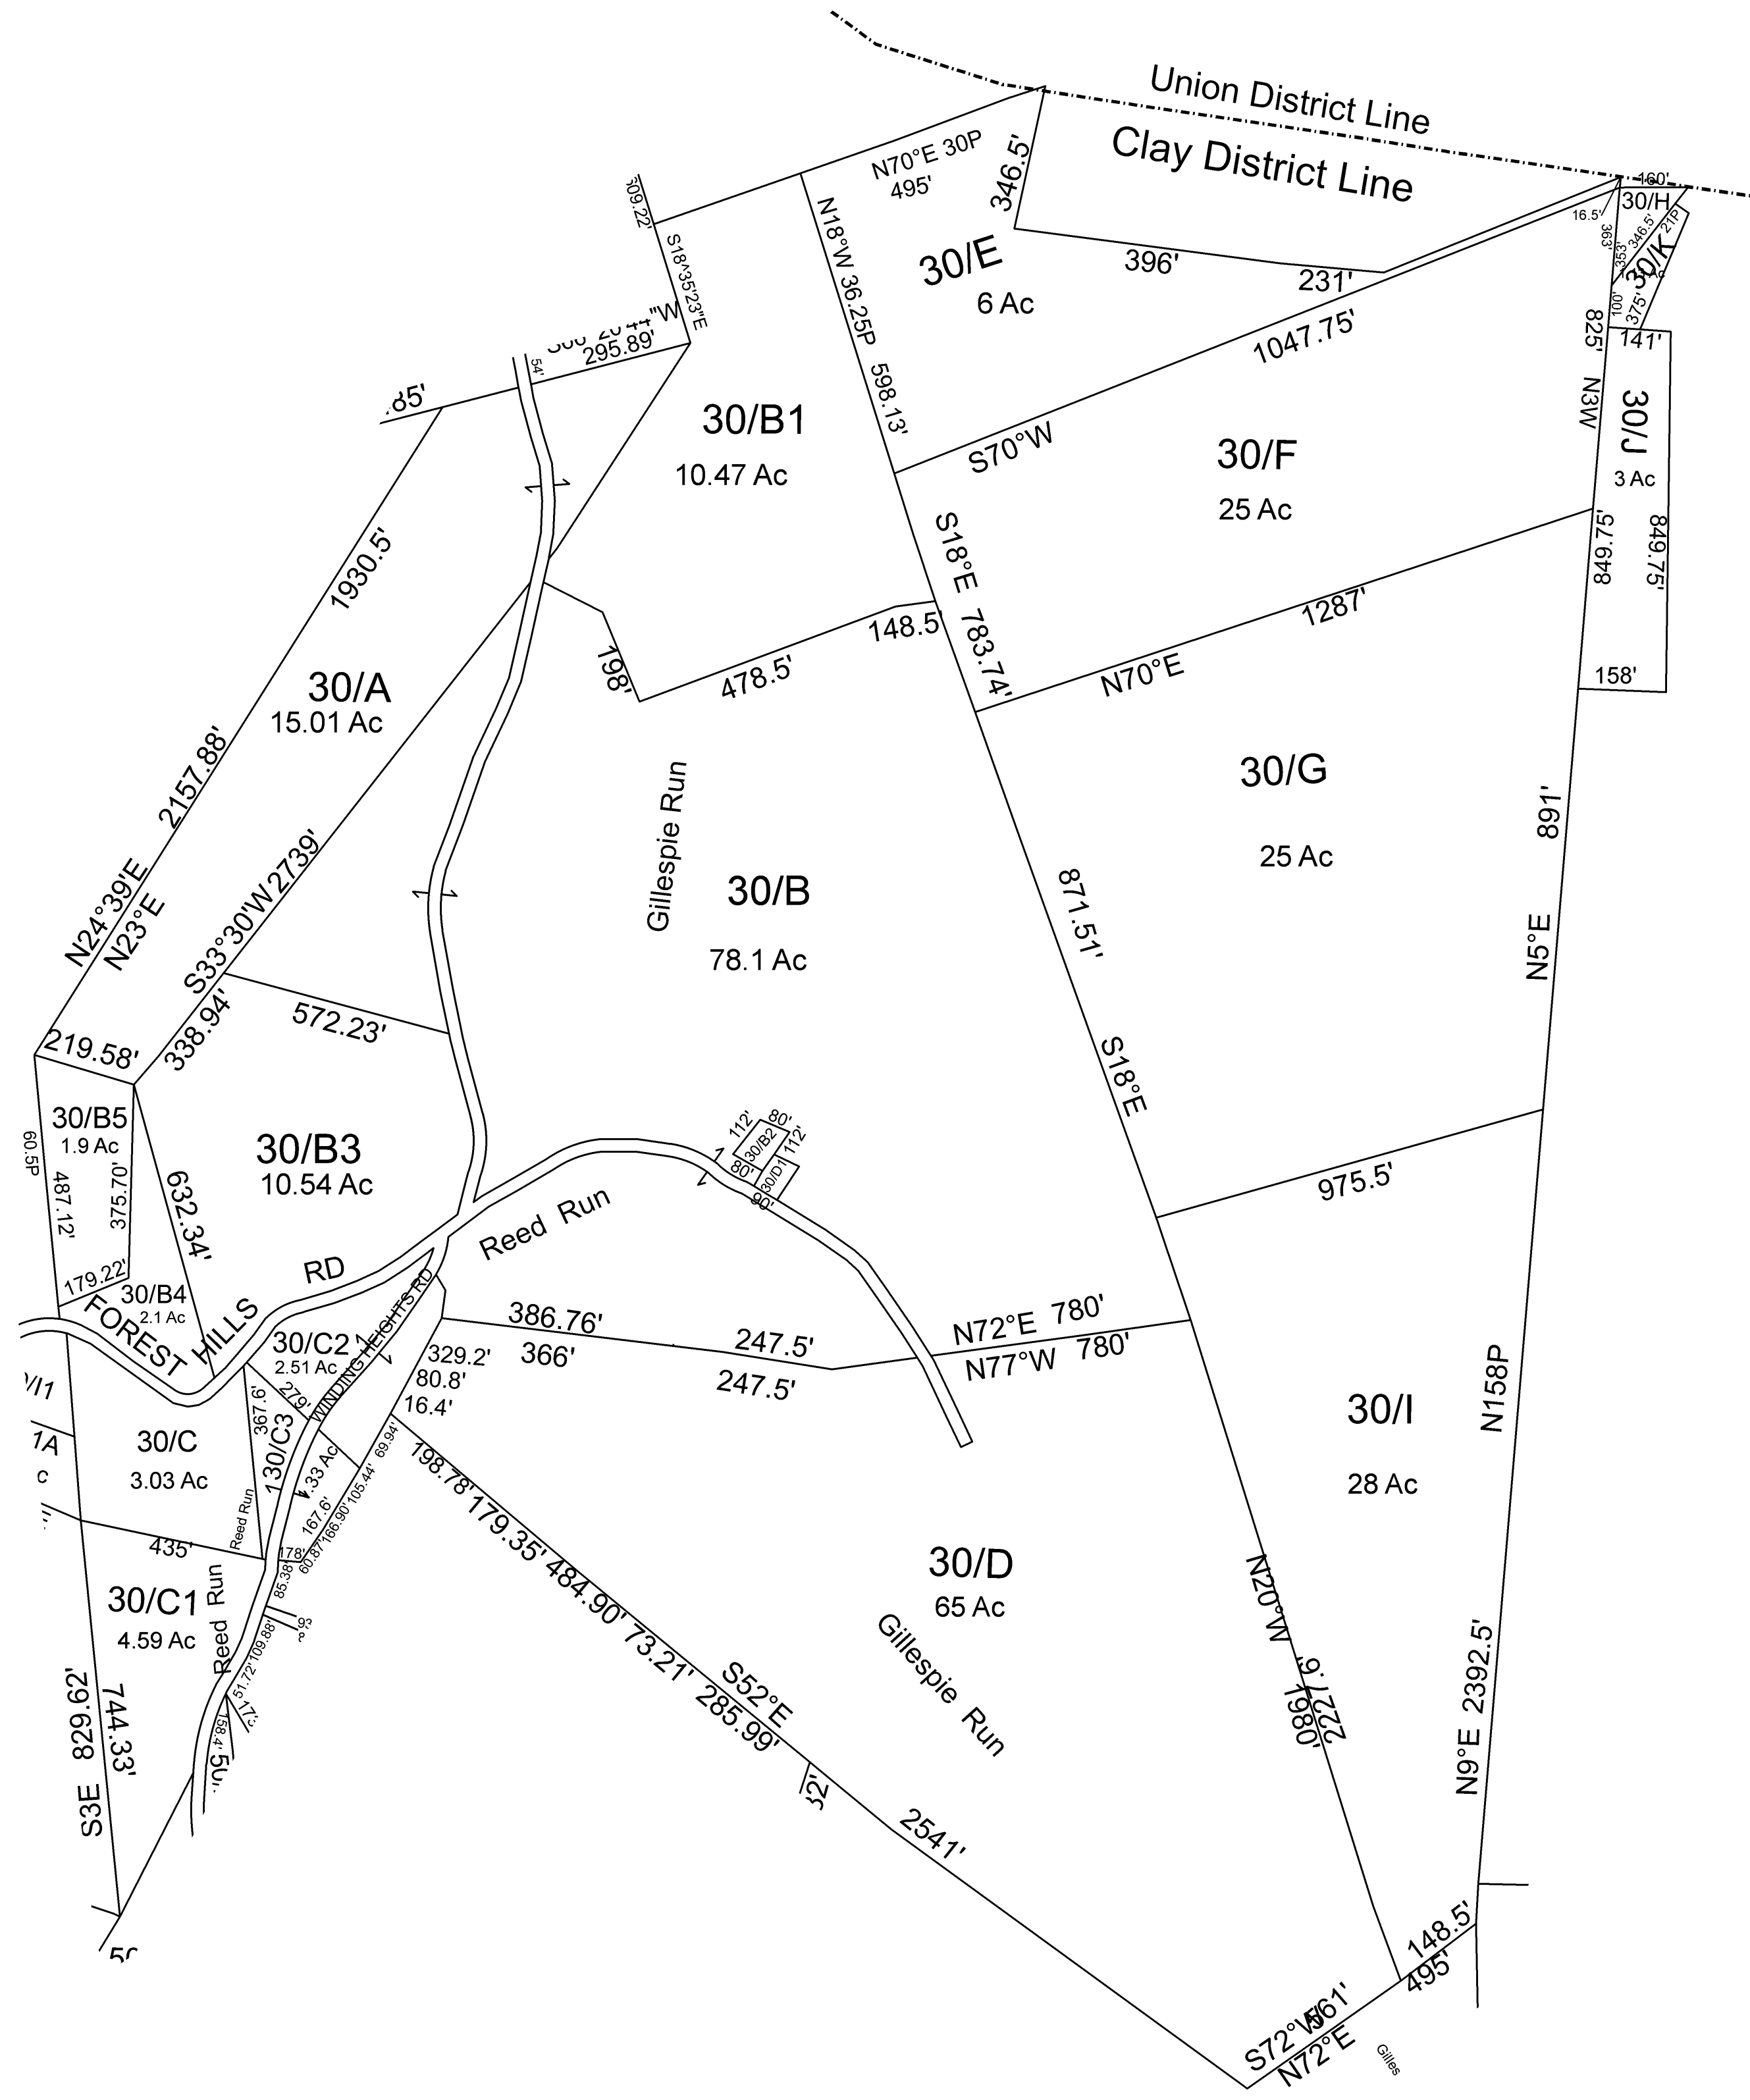 Union District Line
Clay District Line
N70°E 30P
495'
346.5'
160'
30/H
16.5'
363'
353'
346.5'
21P
30/K
100'
375'
141'
825'
N3W
30/J
3 Ac
849.75'
849.75'
158'
S18^35'23"E
295.89'
54'
N18°W 36.25P 598.13'
30/E
6 Ac
396'
231'
1047.75'
S70°W
30/B1
10.47 Ac
30/F
25 Ac
S18°E 783.74'
1287'
N70°E
148.5'
478.5'
198'
1930.5'
30/A
15.01 Ac
2157.88'
N24°39'E
N23°E
S33°30'W 2739'
338.94'
572.23'
219.58'
Gillespie Run
30/B
78.1 Ac
30/G
25 Ac
891'
N5°E
871.51'
S18°E
975.5'
30/B5
1.9 Ac
60.5P
487.12'
375.70'
632.34'
179.22'
30/B4
2.1 Ac
30/B3
10.54 Ac
112'
80'
30/B2
112'
80'
30/D1
90'
Reed Run
FOREST HILLS RD
WINDING HEIGHTS RD
30/C2
2.51 Ac
279'
367.6'
30/C
3.03 Ac
1A
435'
Reed Run
167.6'
178'
85.38'
60.87'
166.90'
105.44'
69.94'
386.76'
366'
247.5'
247.5'
329.2'
80.8'
16.4'
N72°E 780'
N77°W 780'
30/I
28 Ac
N158P
N9°E 2392.5'
30/C1
4.59 Ac
Reed Run
109.88'
51.72'
158.4'
S3E 829.62'
744.33'
198.78'
179.35'
484.90'
73.21'
285.99'
S52°E
2541'
30/D
65 Ac
Gillespie Run
N20°W
2227.6'
1980'
148.5'
495'
S72°W
561'
N72°E
Gilles